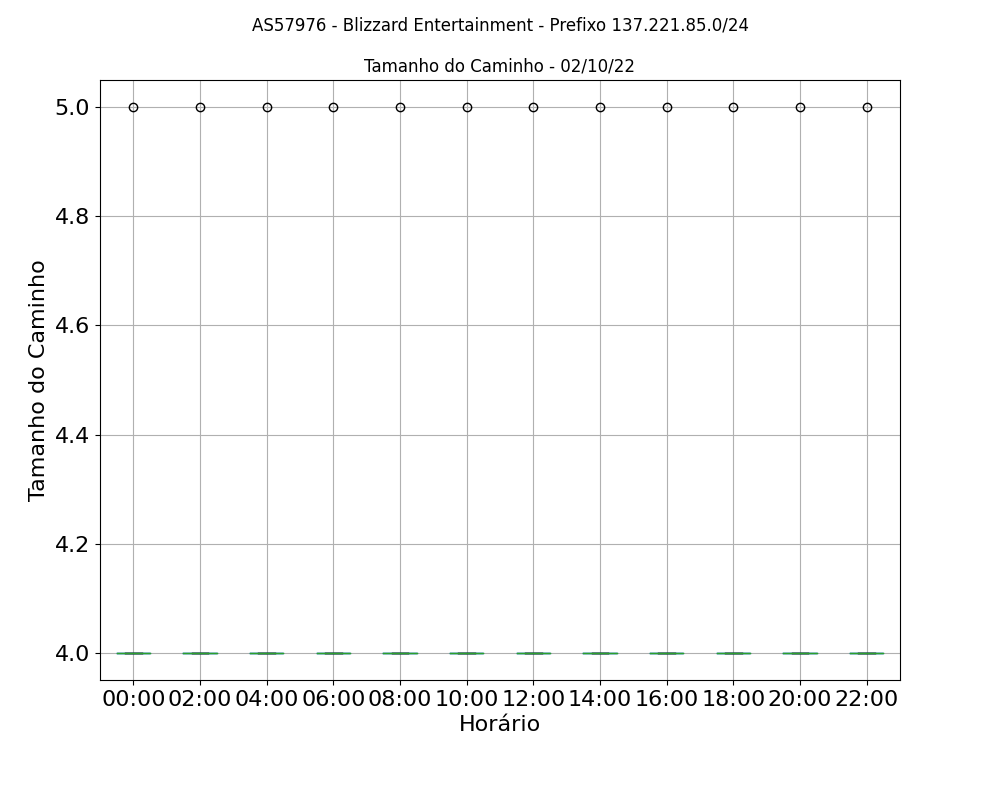 AS57976 - Blizzard Entertainment - Prefixo 137.221.85.0/24
Tamanho do Caminho - 02/10/22
5.0
4.8
4.6
4.4
4.2
4.0
Tamanho do Caminho
00:00 02:00 04:00 06:00 08:00 10:00 12:00 14:00 16:00 18:00 20:00 22:00
Horário